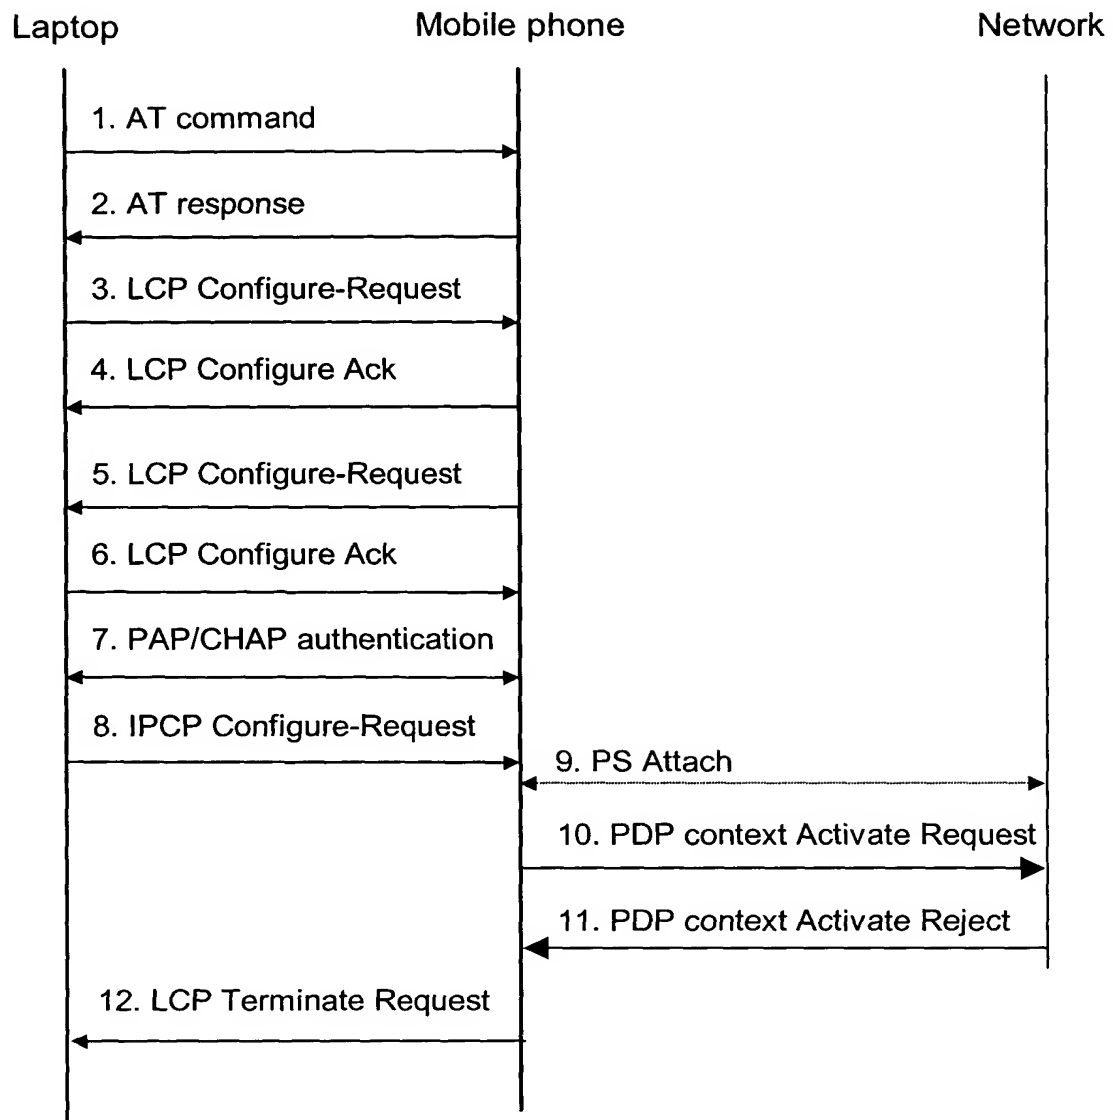 Laptop Mobile phone Network
1. AT command
2. AT response
3. LCP Configure-Request
4. LCP Configure Ack
5. LCP Configure-Request
6. LCP Configure Ack
7. PAP/CHAP authentication
8. IPCP Configure-Request
9. PS Attach
10. PDP context Activate Request
11. PDP context Activate Reject
12. LCP Terminate Request